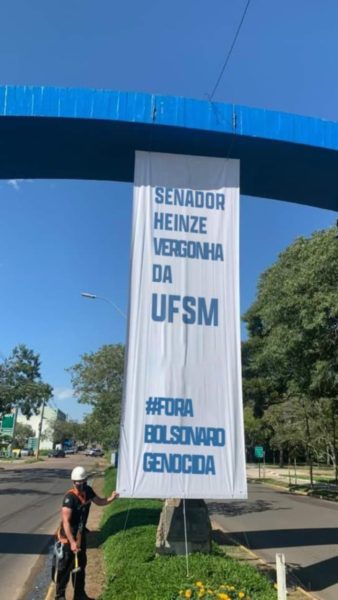 SENADOR
HEINZE
VERGONHA
DA
UFSM
#FORA
BOLSONARO
GENOCIDA